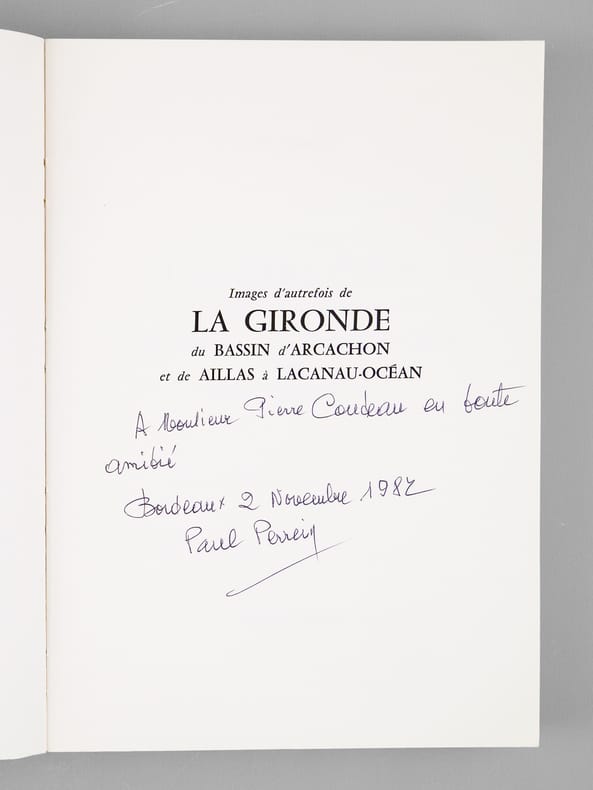 Images d'autrefois de
LA GIRONDE
du BASSIN d'ARCACHON
et de AILLAS à LACANAU-OCÉAN
A Monsieur Pierre Coudeau en toute
amitié
Bordeaux 2 Novembre 1982
Paul Perrein